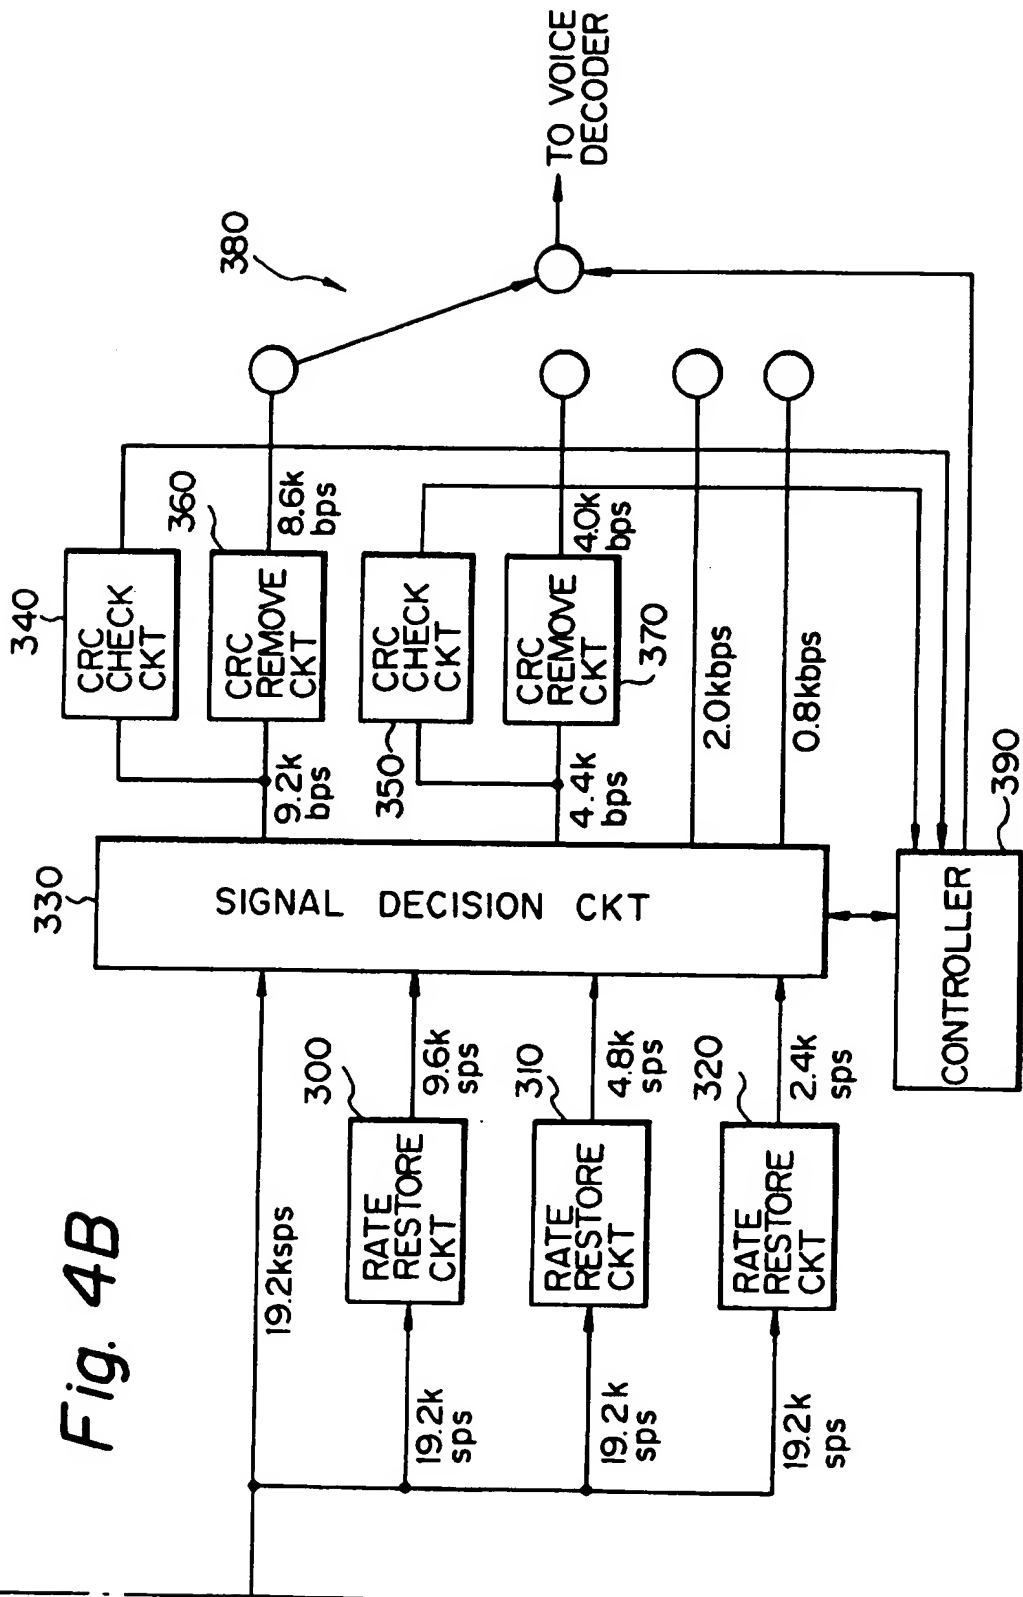 Fig. 4B
19.2ksps
19.2k
sps
19.2k
sps
19.2k
sps
300
RATE
RESTORE
CKT
310
RATE
RESTORE
CKT
320
RATE
RESTORE
CKT
9.6k
sps
4.8k
sps
2.4k
sps
330
SIGNAL DECISION CKT
CONTROLLER
390
9.2k
bps
4.4k
bps
2.0kbps
0.8kbps
340
CRC
CHECK
CKT
360
CRC
REMOVE
CKT
350
CRC
CHECK
CKT
370
CRC
REMOVE
CKT
8.6k
bps
4.0k
bps
380
TO VOICE
DECODER